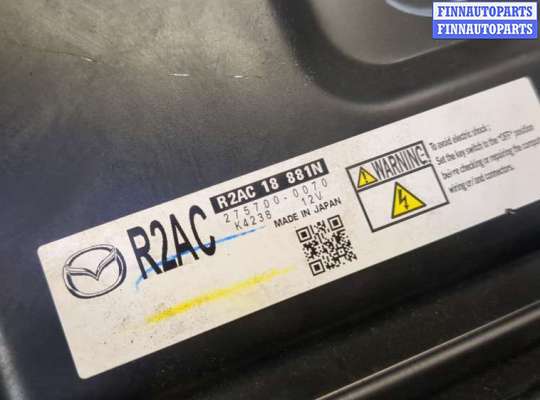 FINNAUTOPARTS
FINNAUTOPARTS
R2AC
R2AC 18 881N
275700-0070
K4238 12V
MADE IN JAPAN
WARNING
To avoid electric shock;
Set the key switch to the "OFF" position
before checking or repairing the
wiring or/and connectors.